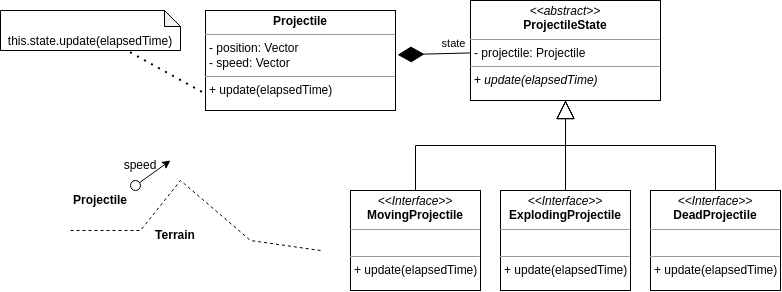 this.state.update(elapsedTime)
Projectile
- position: Vector
- speed: Vector
+ update(elapsedTime)
state
<<abstract>>
ProjectileState
- projectile: Projectile
+ update(elapsedTime)
speed
Projectile
Terrain
<<Interface>>
MovingProjectile
+ update(elapsedTime)
<<Interface>>
ExplodingProjectile
+ update(elapsedTime)
<<Interface>>
DeadProjectile
+ update(elapsedTime)